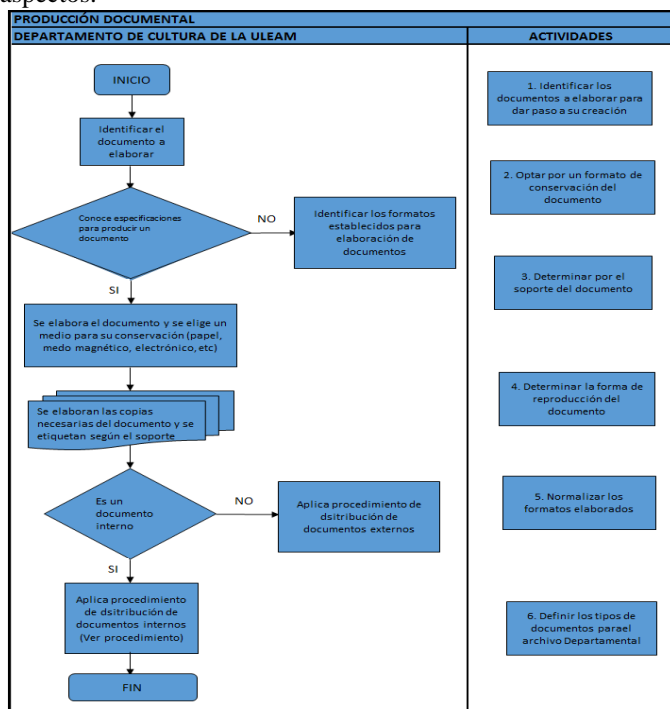 aspectos.
PRODUCCIÓN DOCUMENTAL
DEPARTAMENTO DE CULTURA DE LA ULEAM
ACTIVIDADES
INICIO
Identificar el
documento a
elaborar
Conoce especificaciones
para producir un
documento
NO
Identificar los formatos
establecidos para
elaboración de
documentos
SI
Se elabora el documento y se elige un
medio para su conservación (papel,
medo magnético, electrónico, etc)
Se elaboran las copias
necesarias del documento y se
etiquetan según el soporte
Es un
documento
interno
NO
Aplica procedimiento de
dsitribución de
documentos externos
SI
Aplica procedimiento
de dsitribución de
documentos internos
(Ver procedimiento)
FIN
1. Identificar los
documentos a elaborar para
dar paso a su creación
2. Optar por un formato de
conservación del
documento
3. Determinar por el
soporte del documento
4. Determinar la forma de
reproducción del
documento
5. Normalizar los
formatos elaborados
6. Definir los tipos de
documentos parael
archivo Departamental